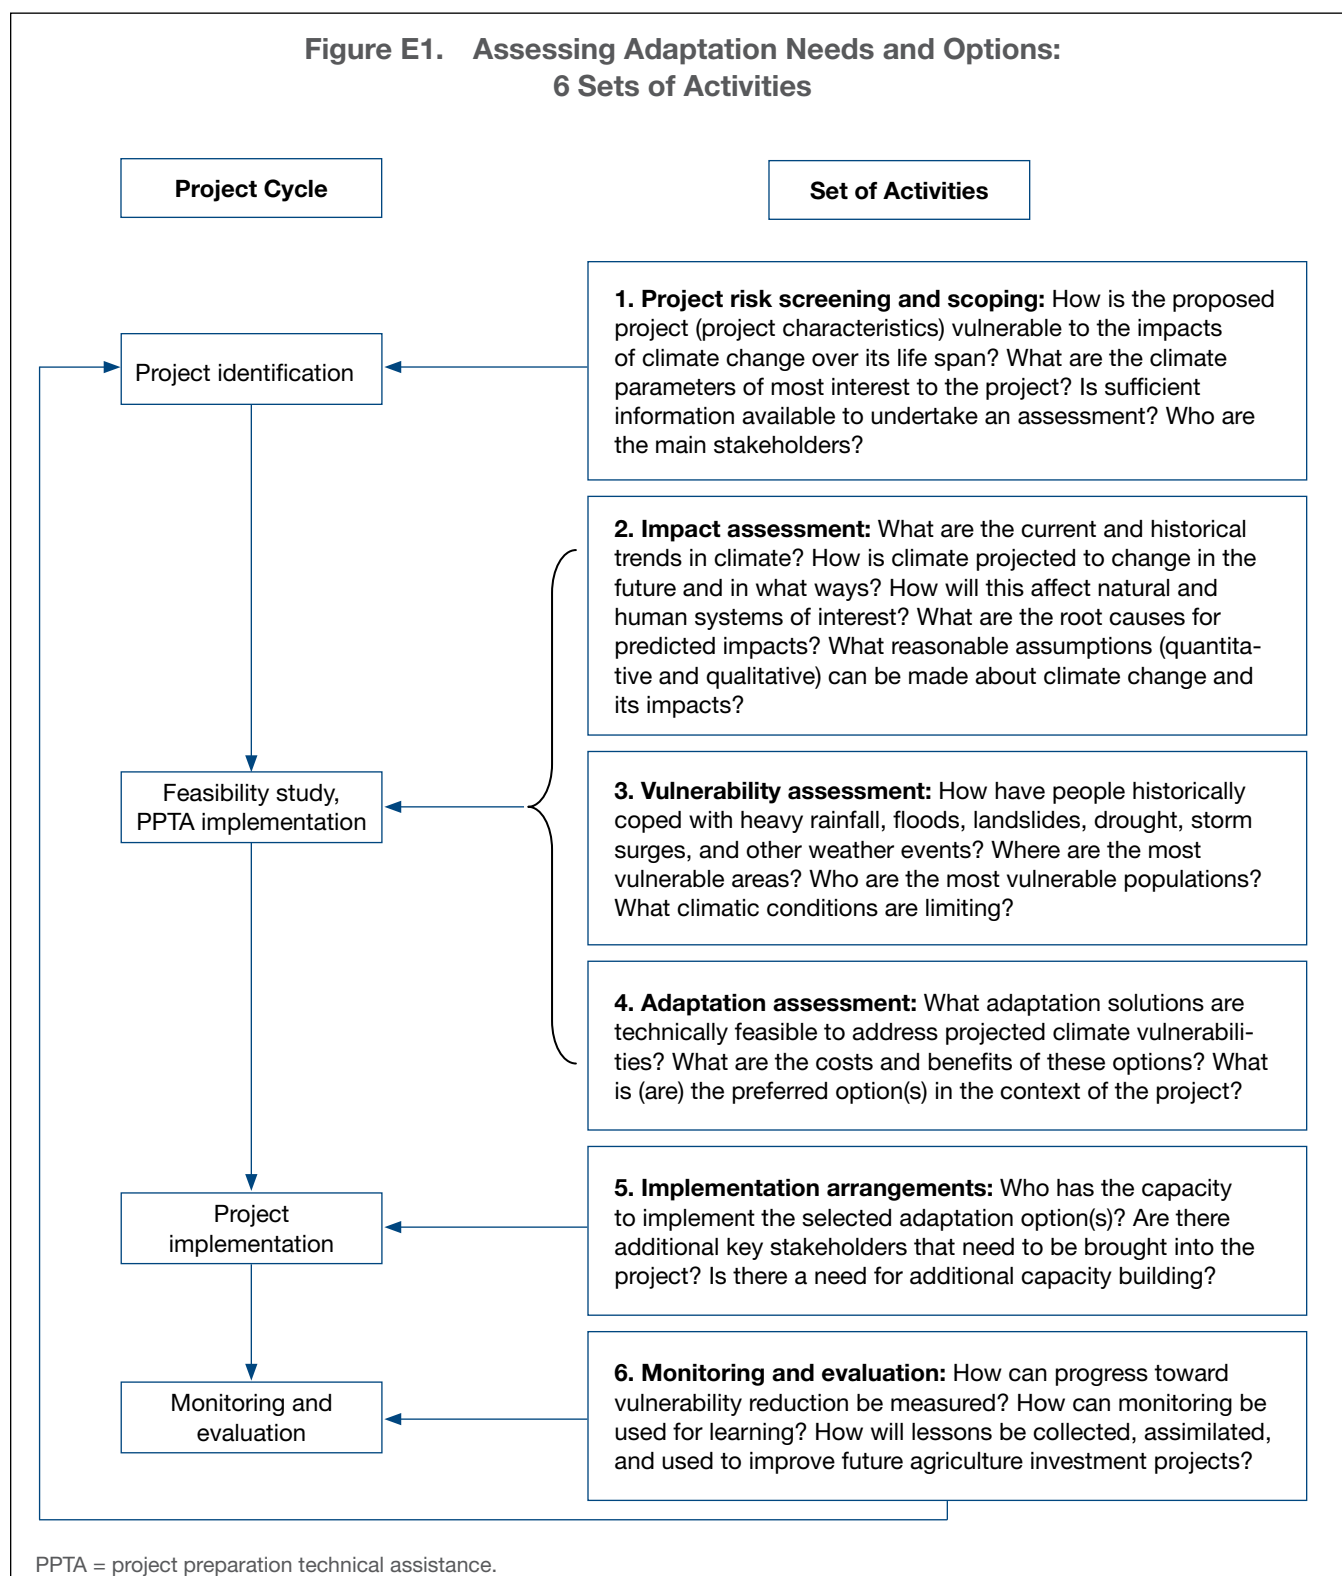 Figure E1. Assessing Adaptation Needs and Options:
6 Sets of Activities
Project Cycle
Set of Activities
Project identification
1. Project risk screening and scoping: How is the proposed
project (project characteristics) vulnerable to the impacts
of climate change over its life span? What are the climate
parameters of most interest to the project? Is sufficient
information available to undertake an assessment? Who are
the main stakeholders?
2. Impact assessment: What are the current and historical
trends in climate? How is climate projected to change in the
future and in what ways? How will this affect natural and
human systems of interest? What are the root causes for
predicted impacts? What reasonable assumptions (quantita-
tive and qualitative) can be made about climate change and
its impacts?
Feasibility study,
PPTA implementation
3. Vulnerability assessment: How have people historically
coped with heavy rainfall, floods, landslides, drought, storm
surges, and other weather events? Where are the most
vulnerable areas? Who are the most vulnerable populations?
What climatic conditions are limiting?
4. Adaptation assessment: What adaptation solutions are
technically feasible to address projected climate vulnerabili-
ties? What are the costs and benefits of these options? What
is (are) the preferred option(s) in the context of the project?
Project
implementation
5. Implementation arrangements: Who has the capacity
to implement the selected adaptation option(s)? Are there
additional key stakeholders that need to be brought into the
project? Is there a need for additional capacity building?
Monitoring and
evaluation
6. Monitoring and evaluation: How can progress toward
vulnerability reduction be measured? How can monitoring be
used for learning? How will lessons be collected, assimilated,
and used to improve future agriculture investment projects?
PPTA = project preparation technical assistance.